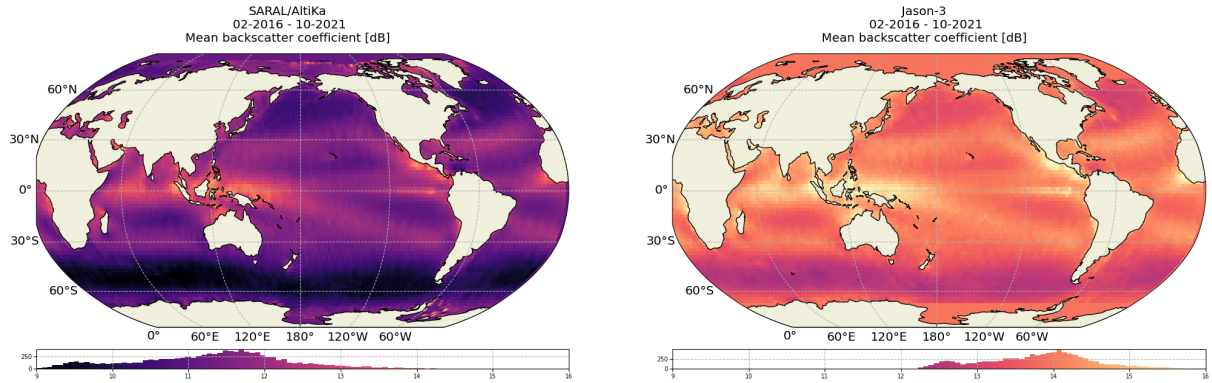 SARAL/AltiKa
02-2016 - 10-2021
Mean backscatter coefficient [dB]
60°N
30°N
0°
30°S
60°S
0° 60°E 120°E 180° 120°W 60°W
250
0
9 10 11 12 13 14 15 16
Jason-3
02-2016 - 10-2021
Mean backscatter coefficient [dB]
60°N
30°N
0°
30°S
60°S
0° 60°E 120°E 180° 120°W 60°W
250
0
9 10 11 12 13 14 15 16